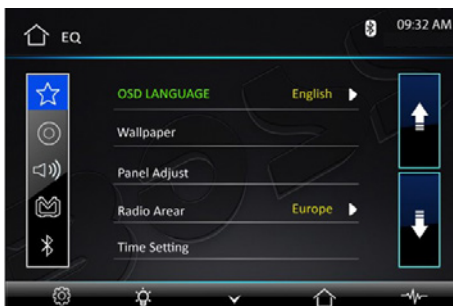 EQ
09:32 AM
OSD LANGUAGE English
Wallpaper
Panel Adjust
Radio Arear Europe
Time Setting